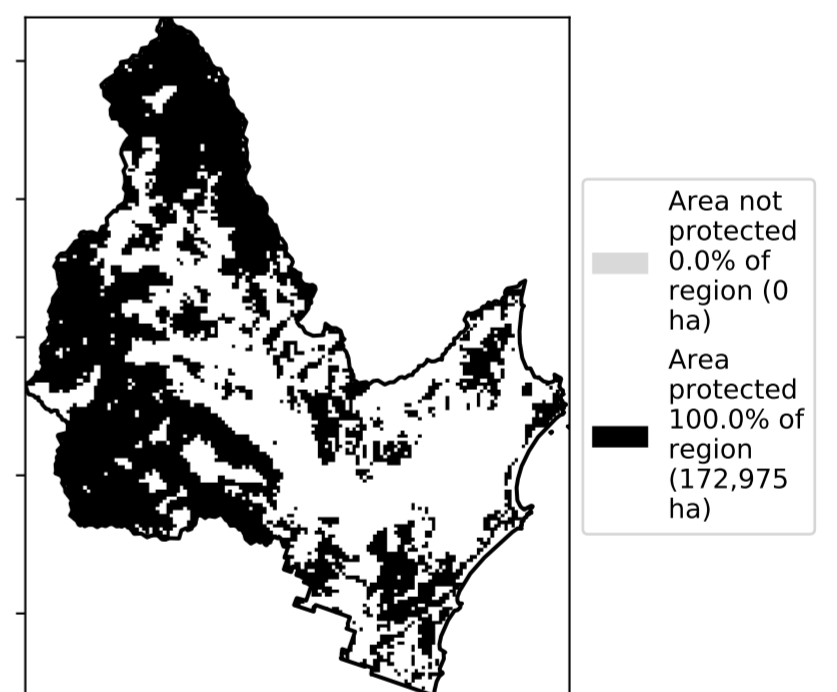 Area not
protected
0.0% of
region (0
ha)
Area
protected
100.0% of
region
(172,975
ha)